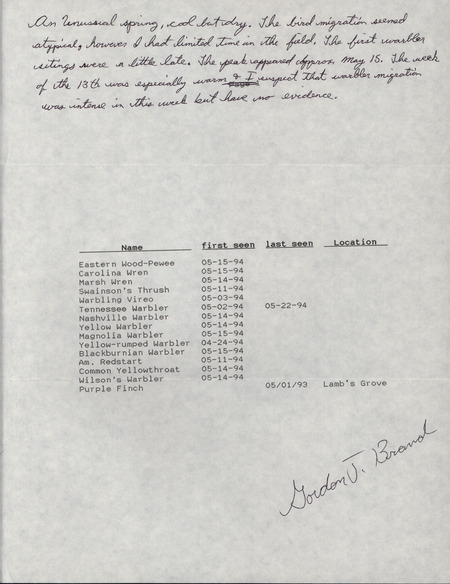 An Unusual spring, cool but dry. The bird migration seemed
atypical, however I had limited time in the field. The first warbler
sitings were a little late. The peak appeared approx. May 15. The week
of the 13th was especially warm & I suspect that warbler migration
was intense in this week but have no evidence.
Name first seen last seen Location
Eastern Wood-Pewee 05-15-94
Carolina Wren 05-15-94
Marsh Wren 05-14-94
Swainson's Thrush 05-11-94
Warbling Vireo 05-03-94
Tennessee Warbler 05-02-94 05-22-94
Nashville Warbler 05-14-94
Yellow Warbler 05-14-94
Magnolia Warbler 05-15-94
Yellow-rumped Warbler 04-24-94
Blackburnian Warbler 05-15-94
Am. Redstart 05-11-94
Common Yellowthroat 05-14-94
Wilson's Warbler 05-14-94
Purple Finch 05/01/93 Lamb's Grove
Gordon J. Brand